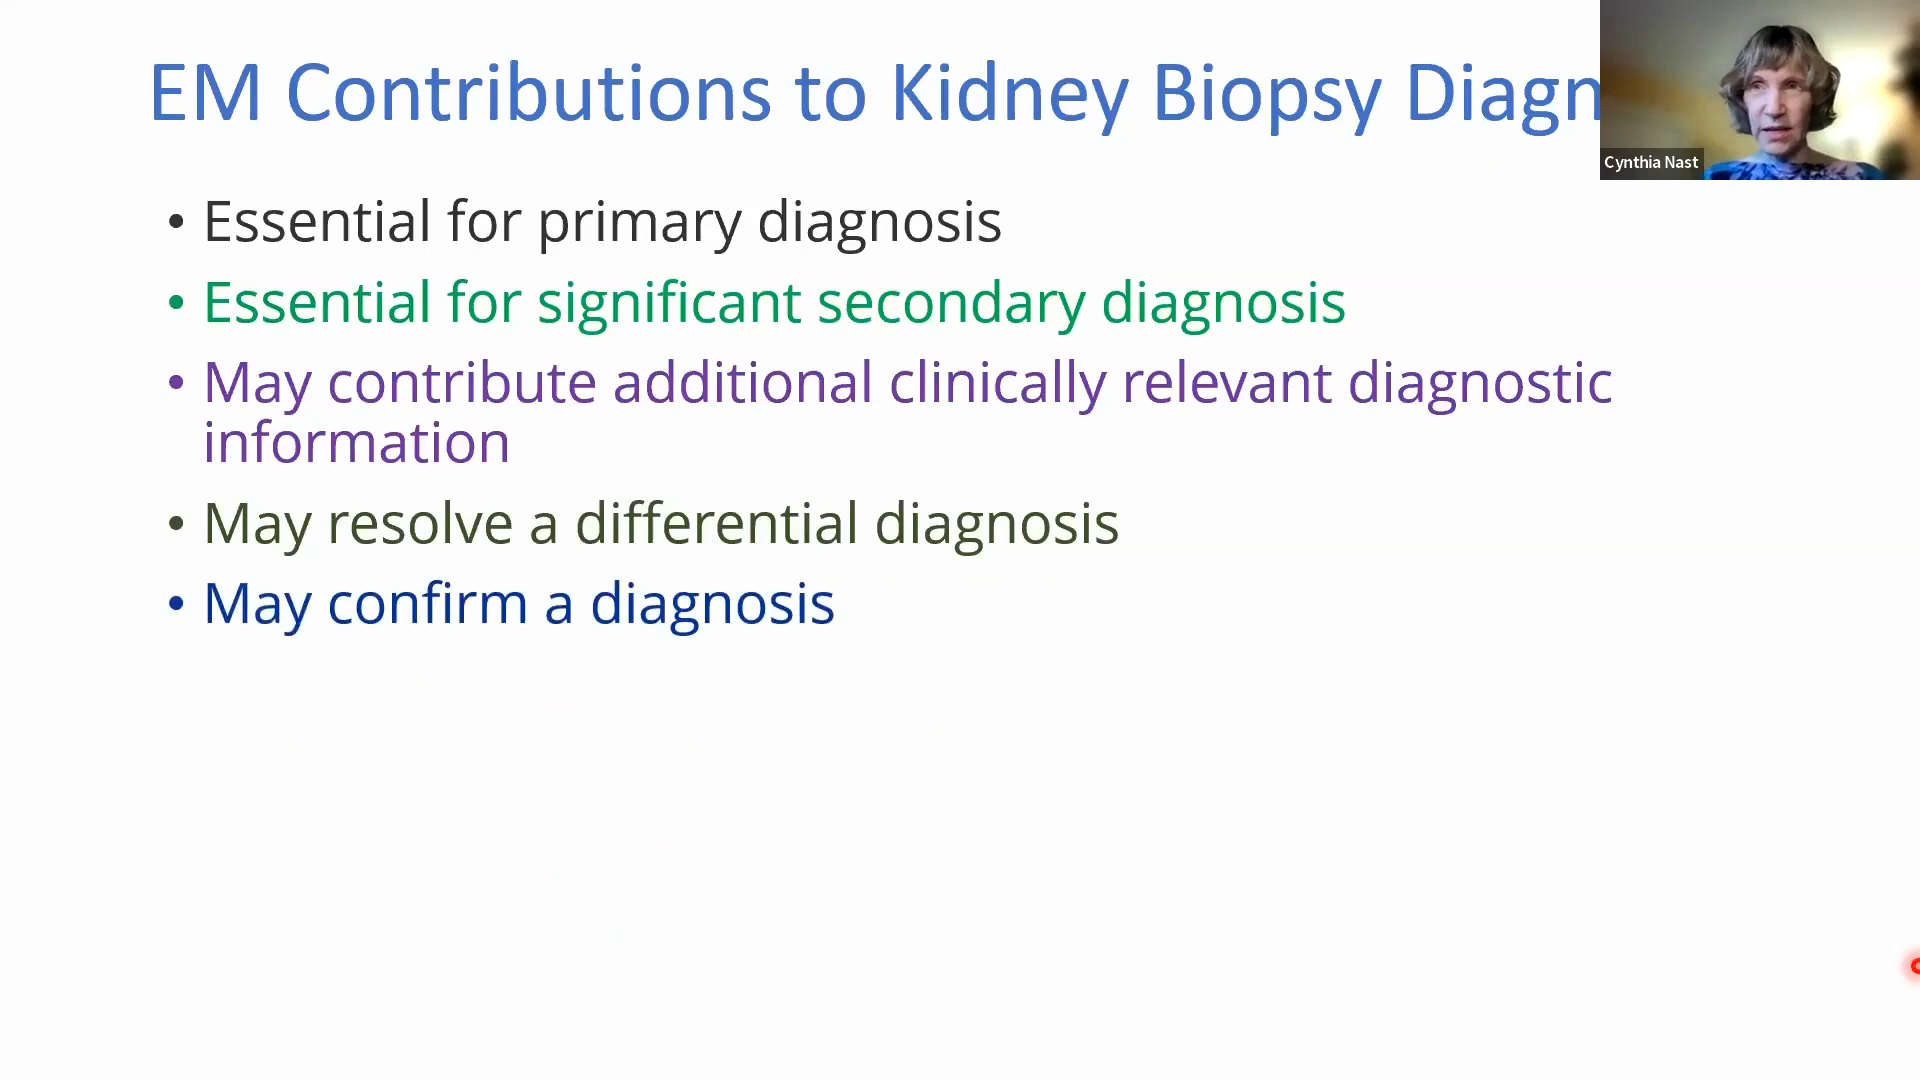 EM Contributions to Kidney Biopsy Diagn
Cynthia Nast
• Essential for primary diagnosis
• Essential for significant secondary diagnosis
• May contribute additional clinically relevant diagnostic
information
• May resolve a differential diagnosis
• May confirm a diagnosis